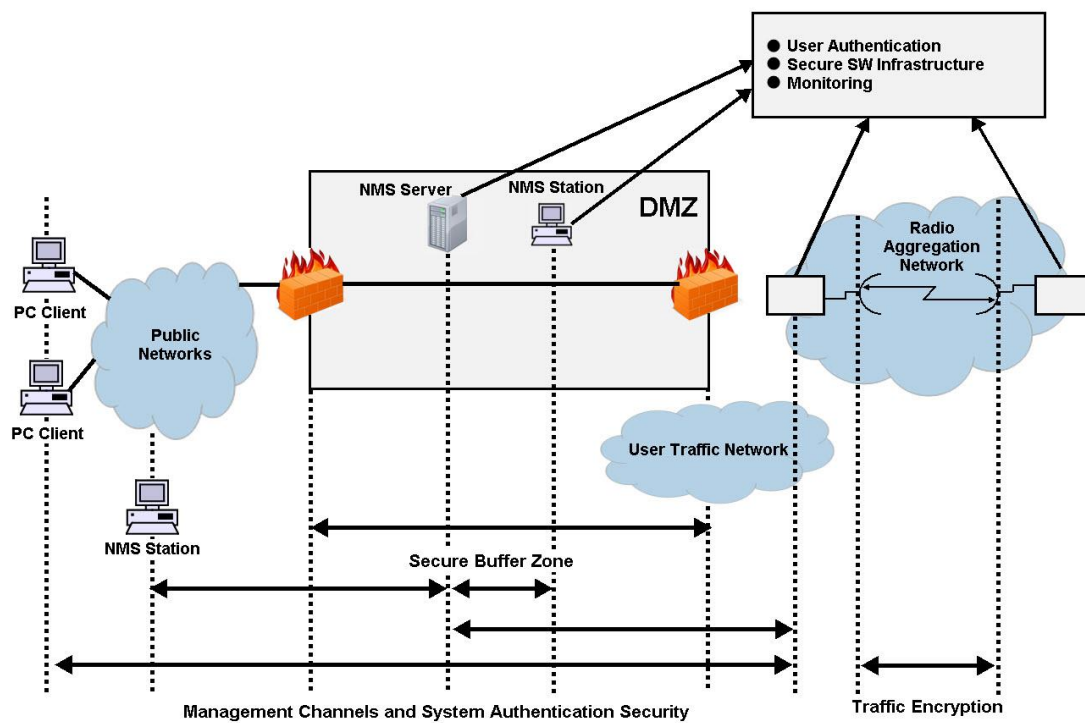 ● User Authentication
● Secure SW Infrastructure
● Monitoring
NMS Server
NMS Station
DMZ
Radio
Aggregation
Network
PC Client
Public
Networks
PC Client
User Traffic Network
NMS Station
Secure Buffer Zone
Management Channels and System Authentication Security
Traffic Encryption